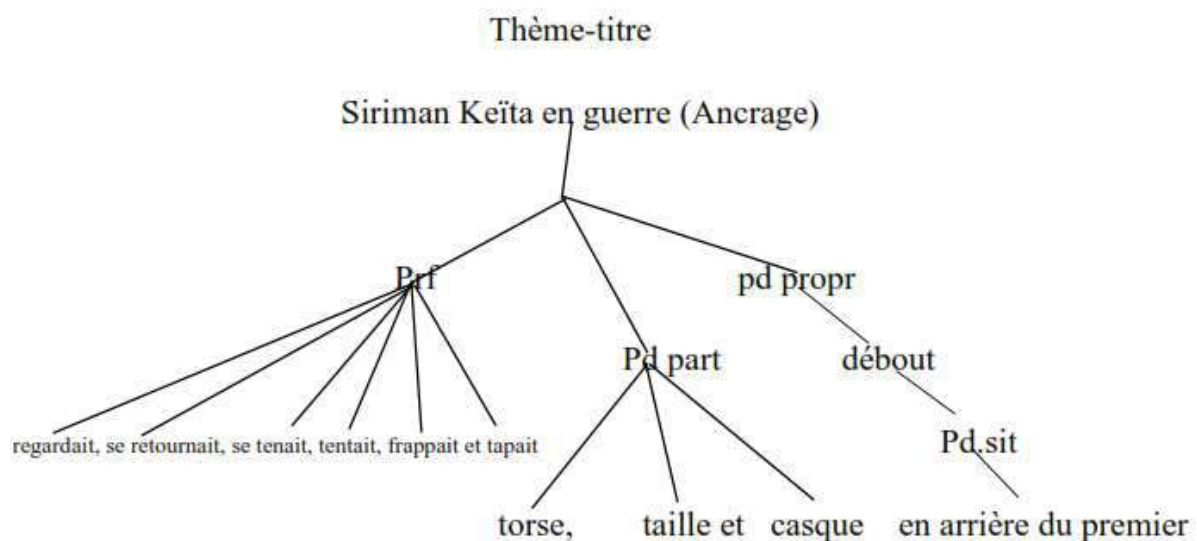 Thème-titre
Siriman Keïta en guerre (Ancrage)
Prf
pd propr
Pd part
débout
regardait, se retournait, se tenait, tentait, frappait et tapait
Pd.sit
torse, taille et casque
en arrière du premier